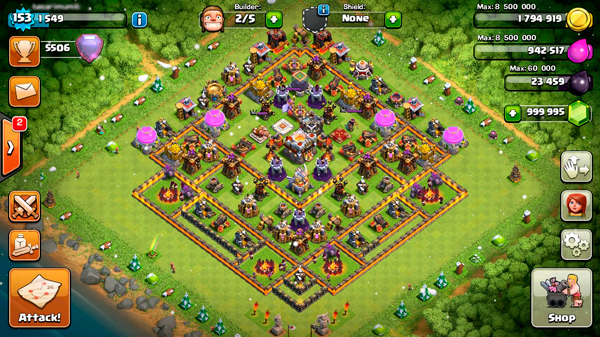 153 1 549
Builder:
2/5
Shield:
None
Max: 8 500 000
1 794 919
Max: 8 500 000
942 517
Max: 60 000
23 459
999 995
5506
2
Attack!
Shop